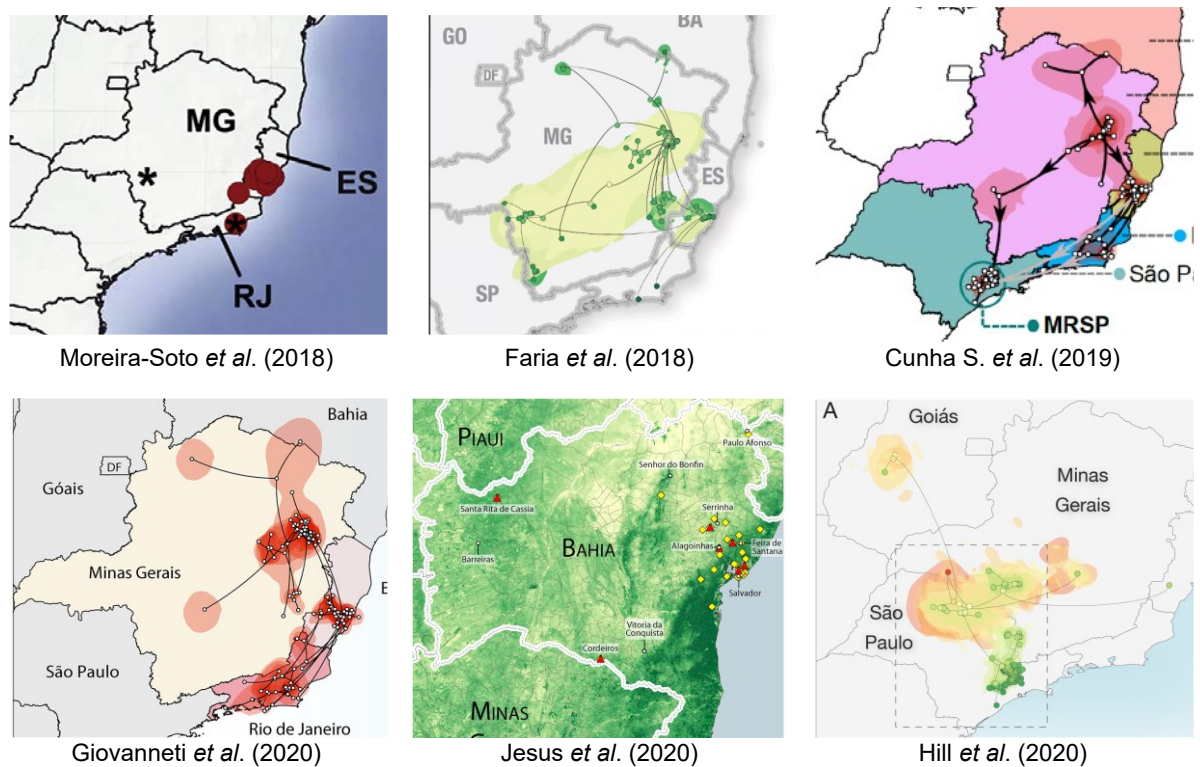 MG
ES
RJ
*
*
Moreira-Soto et al. (2018)
GO
BA
DF
MG
ES
SP
Faria et al. (2018)
São Pa
MRSP
Cunha S. et al. (2019)
Bahia
DF
Góais
Minas Gerais
E
São Paulo
Rio de Janeiro
Giovanneti et al. (2020)
PIAUI
Paulo Afonso
Senhor do Bonfin
Santa Rita de Cassia
Serrinha
BAHIA
Alagoinhas
Feira de
Santana
Barreiras
Salvador
Vitoria da
Conquista
Cordeiros
MINAS
Jesus et al. (2020)
A
Goiás
Minas
Gerais
São
Paulo
Hill et al. (2020)